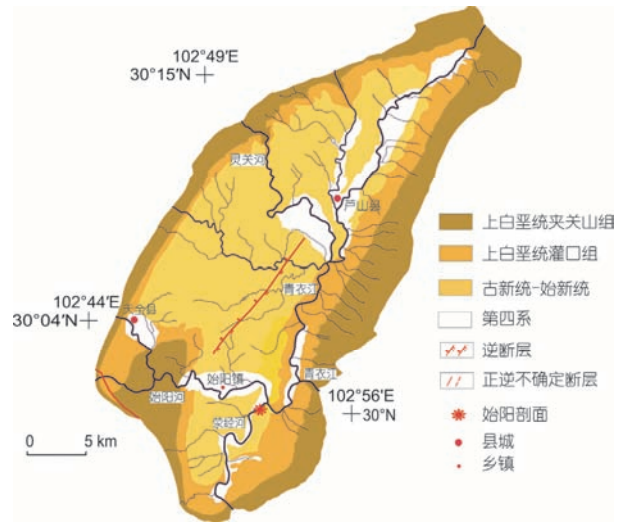 102°49′E
30°15′N
灵关河
芦山县
青衣江
102°44′E
天全县
30°04′N
始阳河
始阳镇
荥经河
青衣江
102°56′E
30°N
0 5 km
上白垩统夹关山组
上白垩统灌口组
古新统-始新统
第四系
逆断层
正逆不确定断层
始阳剖面
县城
乡镇